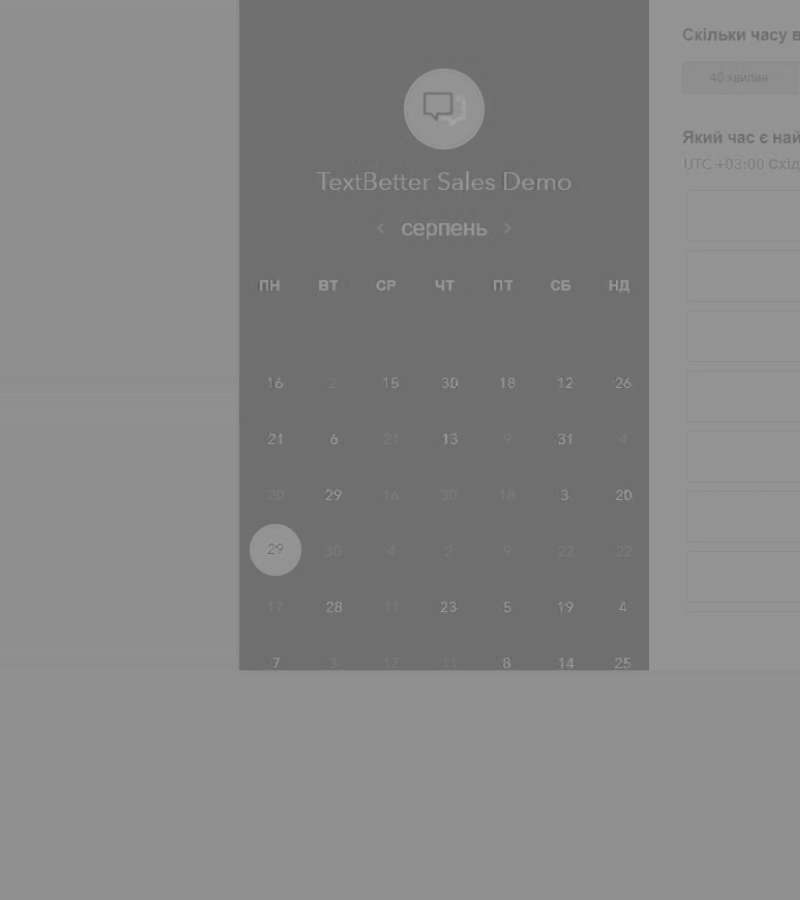 TextBetter Sales Demo
‹ серпень ›
ПН ВТ СР ЧТ ПТ СБ НД
16 2 15 30 18 12 26
21 6 21 13 9 31 4
20 29 16 30 18 3 20
29 30 4 2 9 22 22
17 28 11 23 5 19 4
7 3 17 11 8 14 25
Скільки часу в
40 хвилин
Який час є най
UTC +03:00 Схід